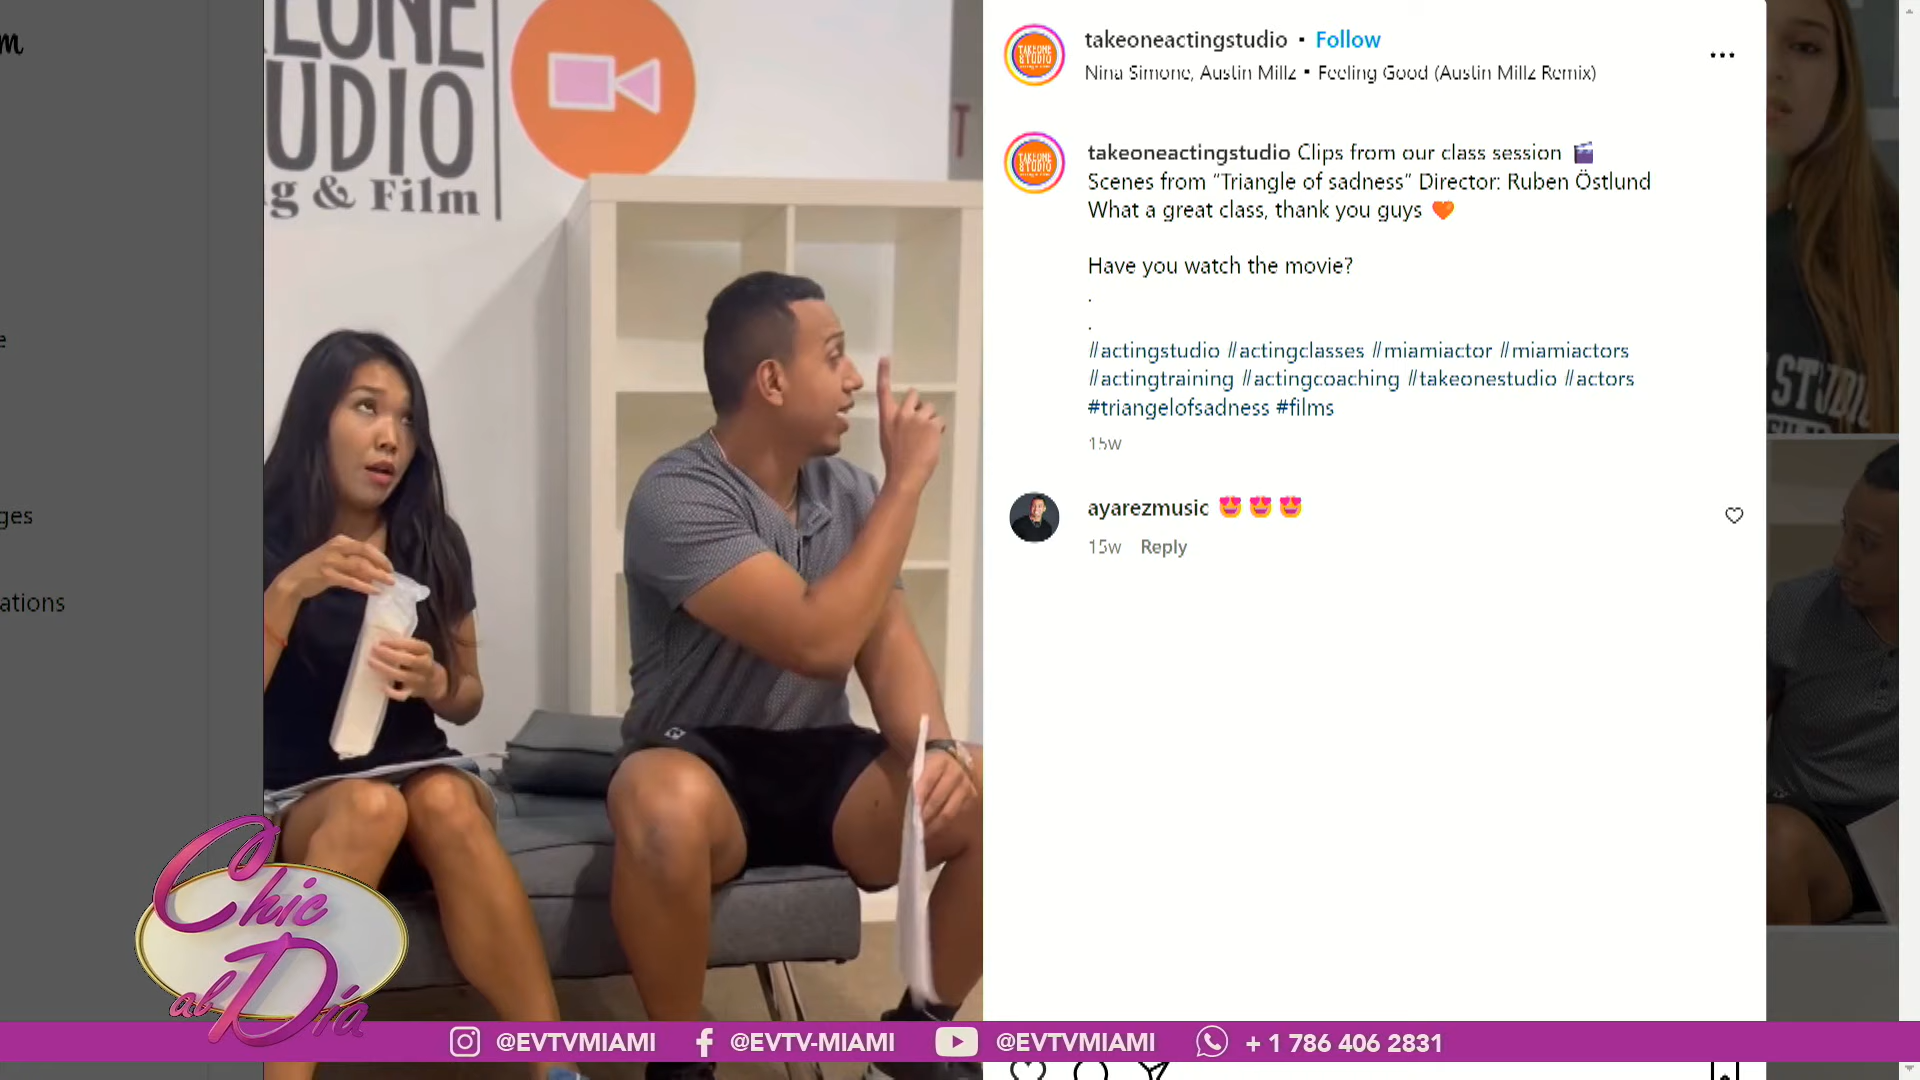 m
STUDIO
g & Film
takeoneactingstudio • Follow
Nina Simone, Austin Millz • Feeling Good (Austin Millz Remix)
takeoneactingstudio Clips from our class session 🎬
Scenes from “Triangle of sadness” Director: Ruben Östlund
What a great class, thank you guys 🧡
Have you watch the movie?
.
.
#actingstudio #actingclasses #miamiactor #miamiactors
#actingtraining #actingcoaching #takeonestudio #actors
#triangelofsadness #films
15w
ayarezmusic 😍😍😍
15w Reply
e
ges
ations
T
STUDIO
Chic
al Día
@EVTVMIAMI @EVTV-MIAMI @EVTVMIAMI + 1 786 406 2831